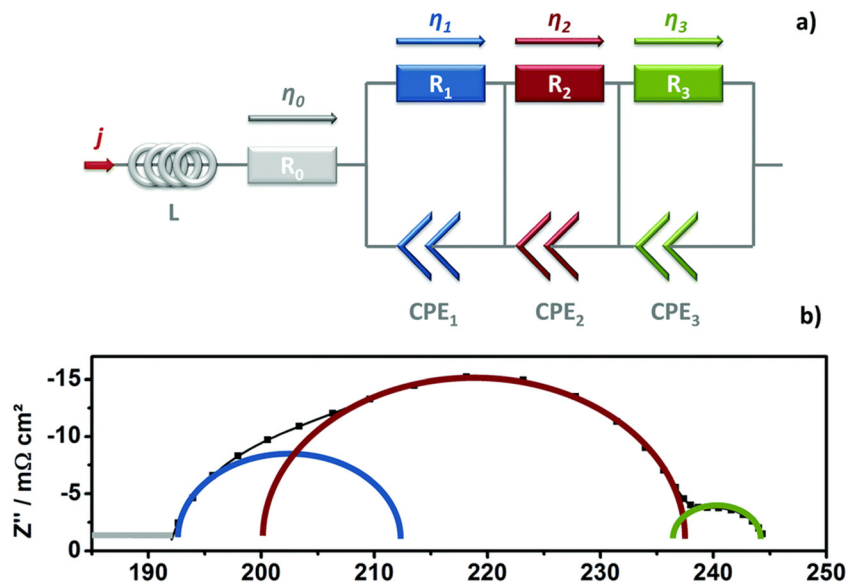 η1 η2 η3 a)
R1 R2 R3
η0
j
R0
L
CPE1 CPE2 CPE3
b)
-15
-10
-5
0
Z'' / mΩ cm²
190 200 210 220 230 240 250